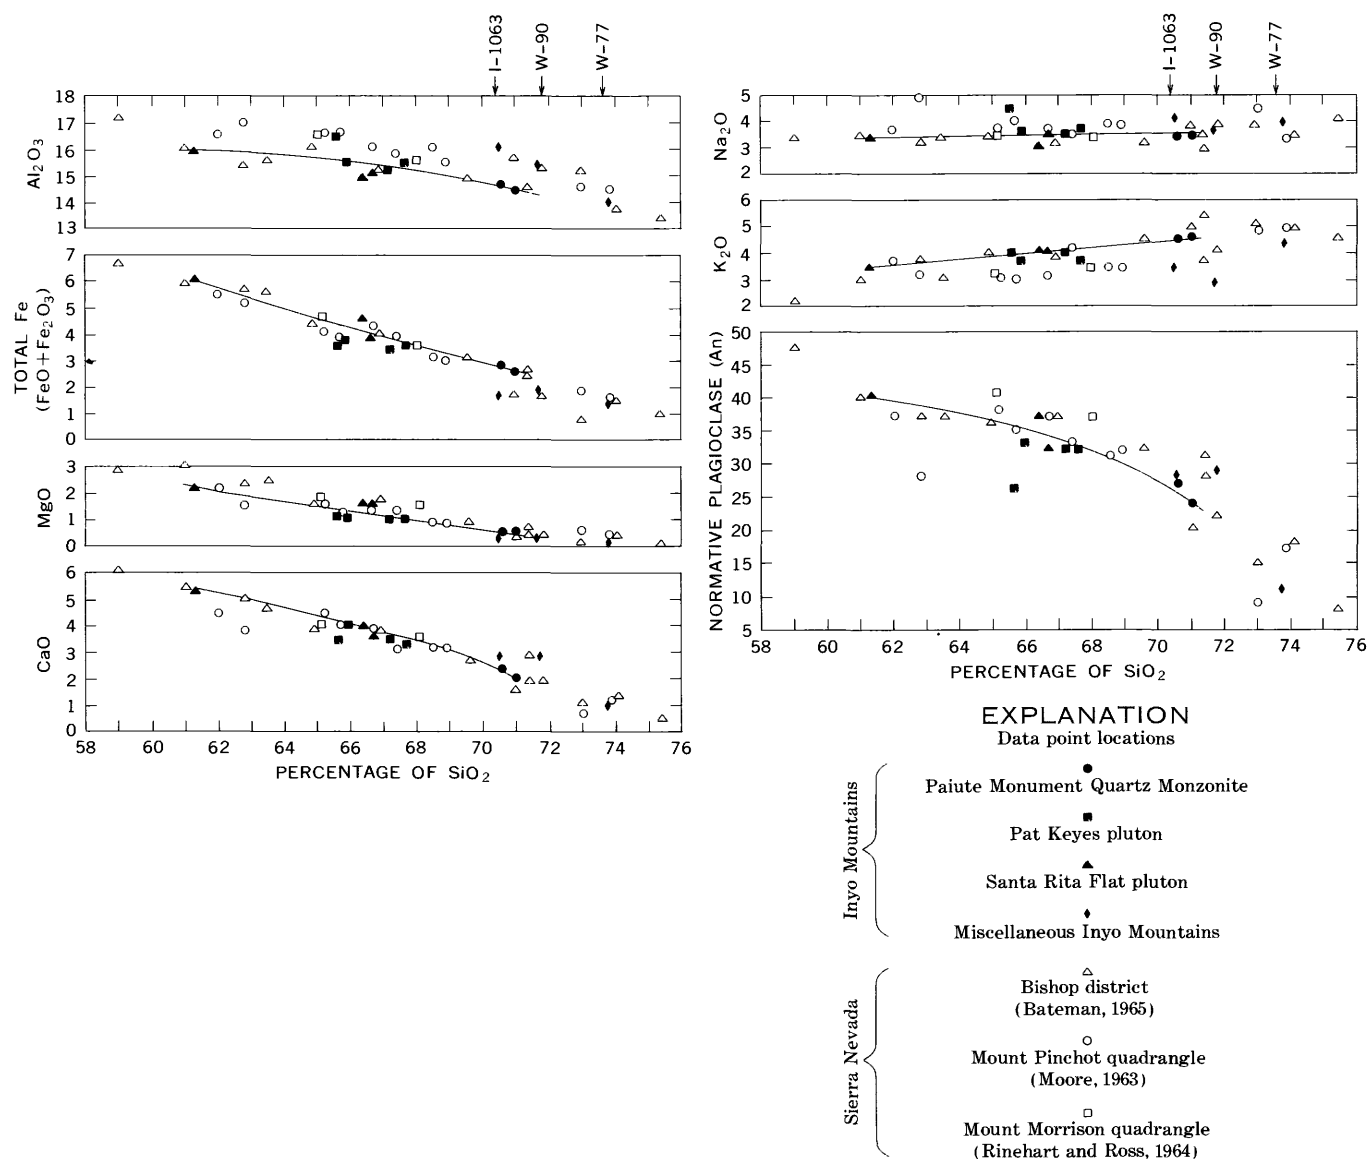 I-1063
W-90
W-77
18
17
16
15
14
13
Al2O3
7
6
5
4
3
2
1
0
TOTAL Fe
(FeO+Fe2O3)
3
2
1
0
MgO
6
5
4
3
2
1
0
CaO
58 60 62 64 66 68 70 72 74 76
PERCENTAGE OF SiO2
I-1063
W-90
W-77
5
4
3
2
Na2O
6
5
4
3
2
K2O
50
45
40
35
30
25
20
15
10
5
NORMATIVE PLAGIOCLASE (An)
58 60 62 64 66 68 70 72 74 76
PERCENTAGE OF SiO2
EXPLANATION
Data point locations
Inyo Mountains
Paiute Monument Quartz Monzonite
Pat Keyes pluton
Santa Rita Flat pluton
Miscellaneous Inyo Mountains
Sierra Nevada
Bishop district
(Bateman, 1965)
Mount Pinchot quadrangle
(Moore, 1963)
Mount Morrison quadrangle
(Rinehart and Ross, 1964)